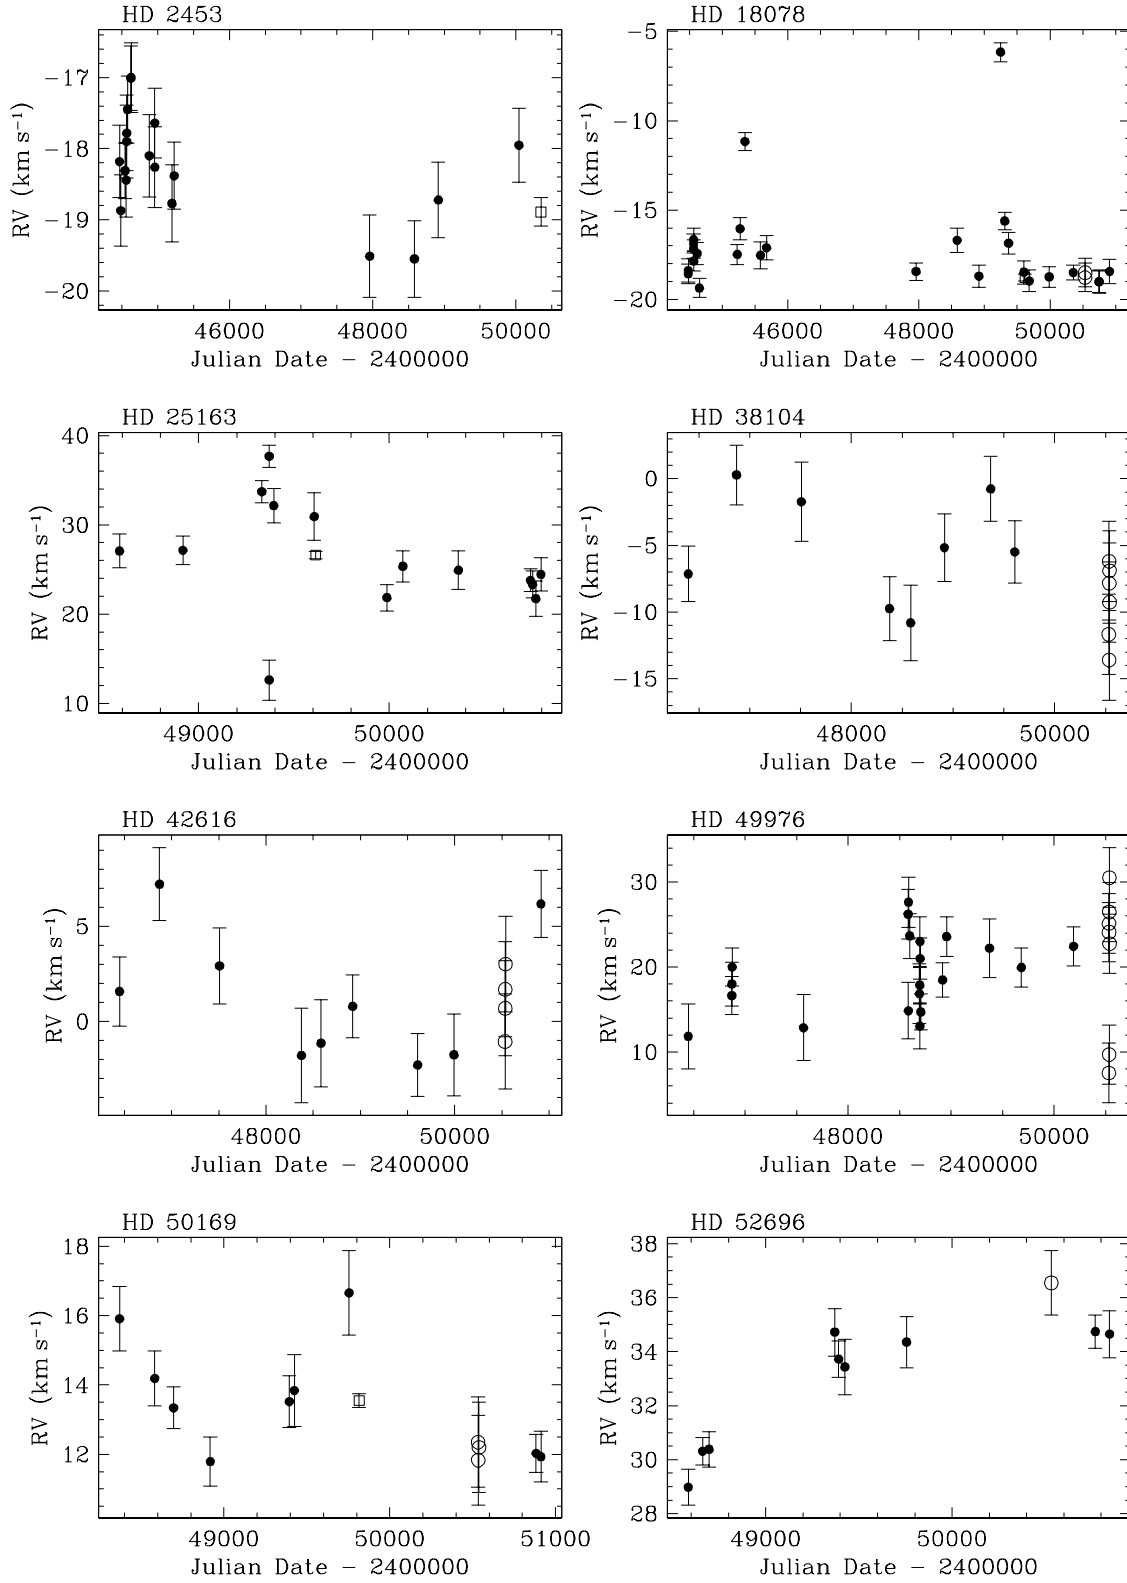 HD 2453
HD 18078
−17
−18
−19
−20
RV (km s⁻¹)
46000 48000 50000
Julian Date − 2400000
−5
−10
−15
−20
RV (km s⁻¹)
46000 48000 50000
Julian Date − 2400000
HD 25163
HD 38104
40
30
20
10
RV (km s⁻¹)
49000 50000
Julian Date − 2400000
0
−5
−10
−15
RV (km s⁻¹)
48000 50000
Julian Date − 2400000
HD 42616
HD 49976
5
0
RV (km s⁻¹)
48000 50000
Julian Date − 2400000
30
20
10
RV (km s⁻¹)
48000 50000
Julian Date − 2400000
HD 50169
HD 52696
18
16
14
12
RV (km s⁻¹)
49000 50000 51000
Julian Date − 2400000
38
36
34
32
30
28
RV (km s⁻¹)
49000 50000
Julian Date − 2400000